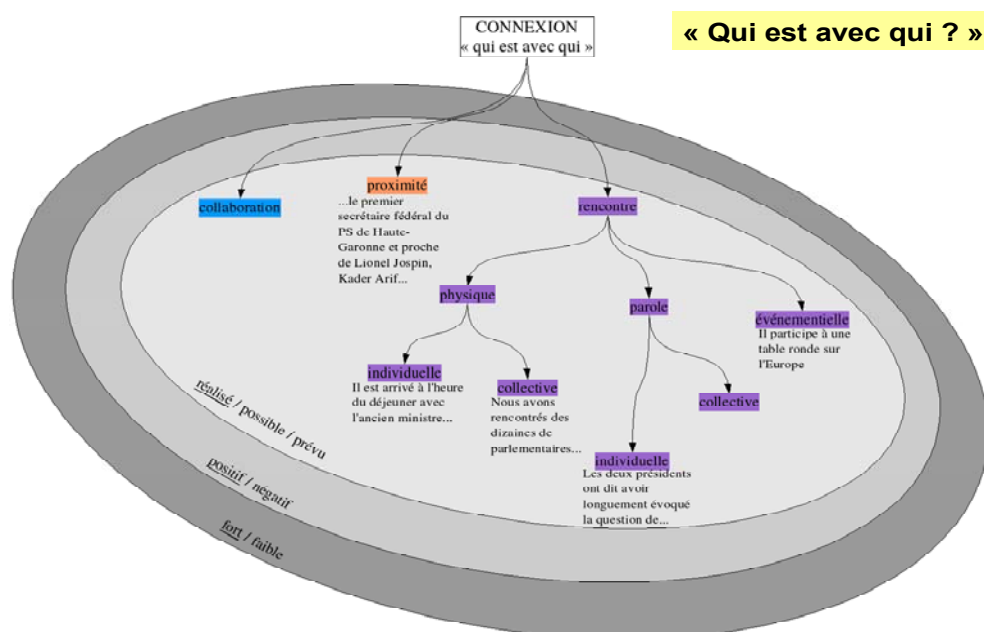 CONNEXION
« qui est avec qui »
« Qui est avec qui ? »
collaboration
proximité
...le premier
secrétaire fédéral du
PS de Haute-
Garonne et proche
de Lionel Jospin,
Kader Arif...
rencontre
physique
parole
événementielle
Il participe à une
table ronde sur
l'Europe
individuelle
Il est arrivé à l'heure
du déjeuner avec
l'ancien ministre...
collective
Nous avons
rencontrés des
dizaines de
parlementaires...
collective
individuelle
Les deux présidents
ont dit avoir
longuement évoqué
la question de...
réalisé / possible / prévu
positif / négatif
fort / faible